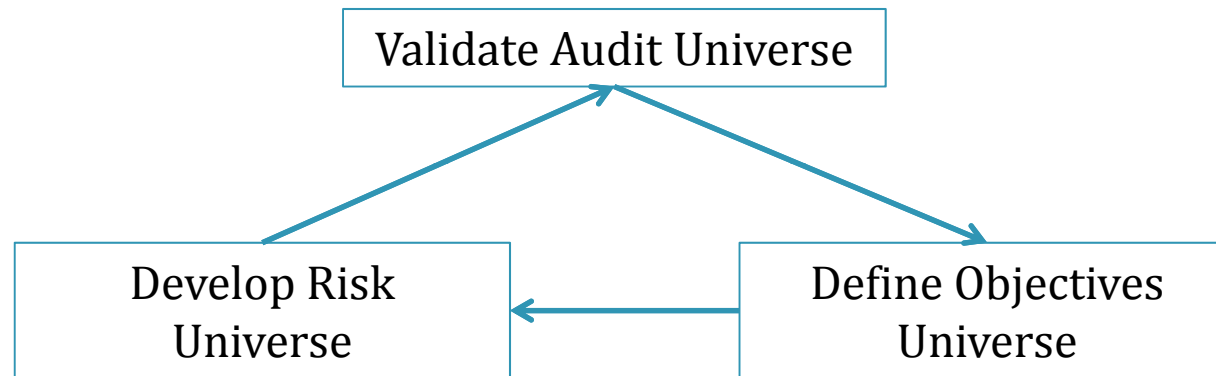 Validate Audit Universe
Develop Risk
Universe
Define Objectives
Universe